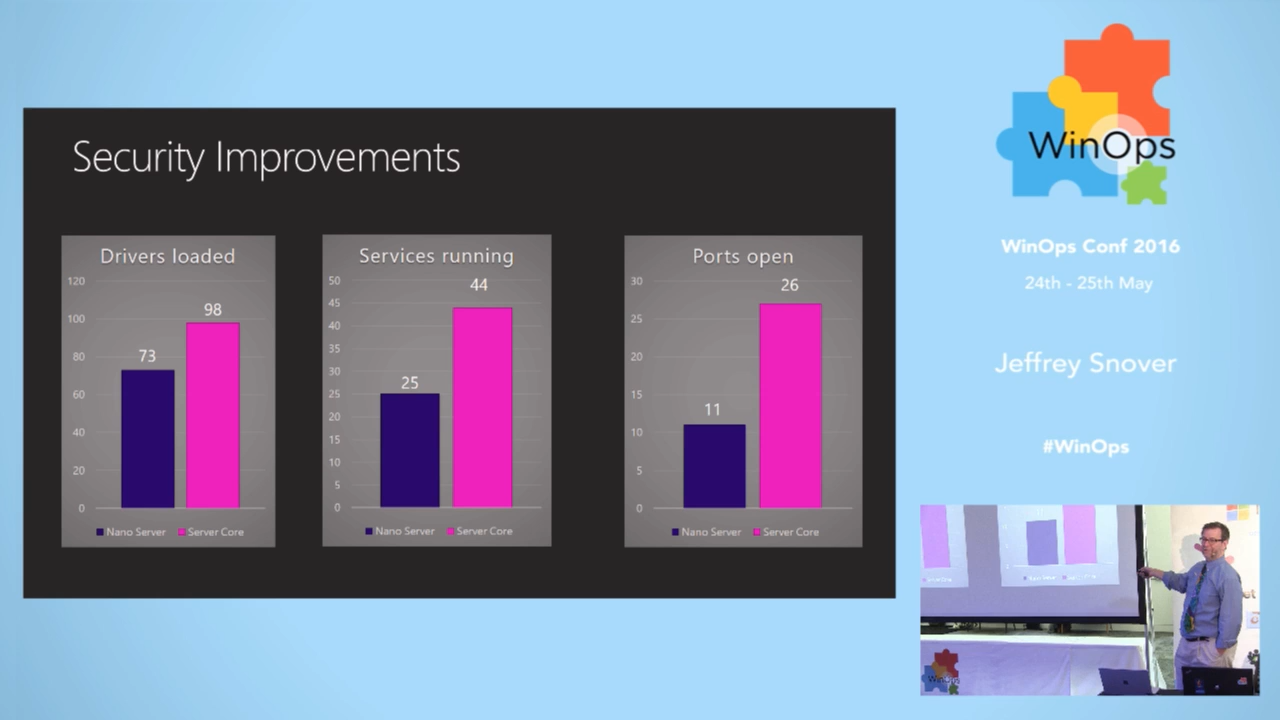 Security Improvements
Drivers loaded
120
100
80
60
40
20
0
73
98
Nano Server
Server Core
Services running
50
45
40
35
30
25
20
15
10
5
0
25
44
Nano Server
Server Core
Ports open
30
25
20
15
10
5
0
11
26
Nano Server
Server Core
WinOps
WinOps Conf 2016
24th - 25th May
Jeffrey Snover
#WinOps
WinOps